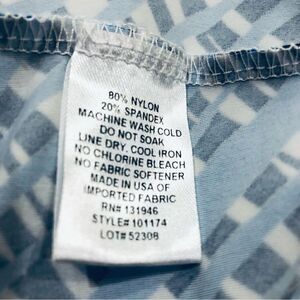 80% NYLON
20% SPANDEX
MACHINE WASH COLD
DO NOT SOAK
LINE DRY. COOL IRON
NO CHLORINE BLEACH
NO FABRIC SOFTENER
MADE IN USA OF
IMPORTED FABRIC
RN# 131946
STYLE# 101174
LOT# 52308